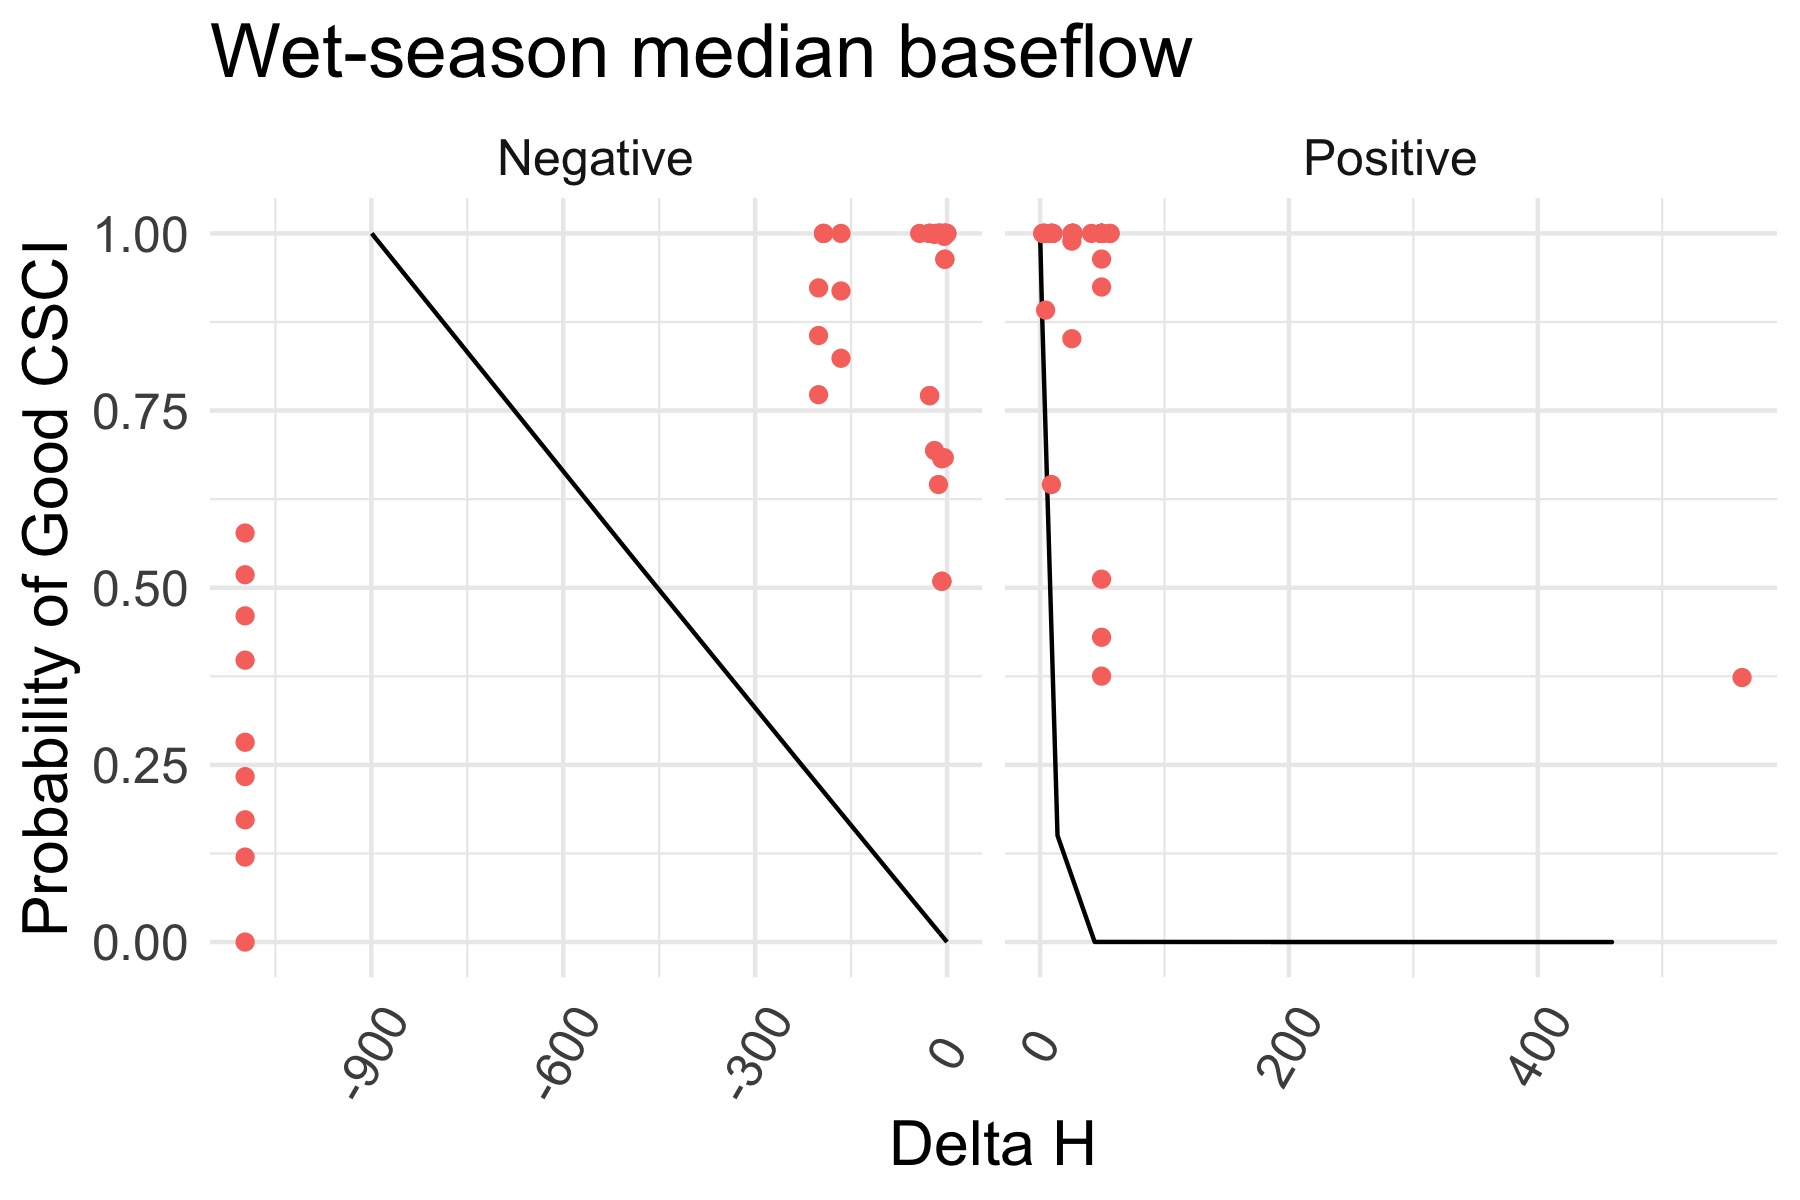 Wet-season median baseflow
Negative
Positive
Probability of Good CSCI
1.00
0.75
0.50
0.25
0.00
-900
-600
-300
0
0
200
400
Delta H